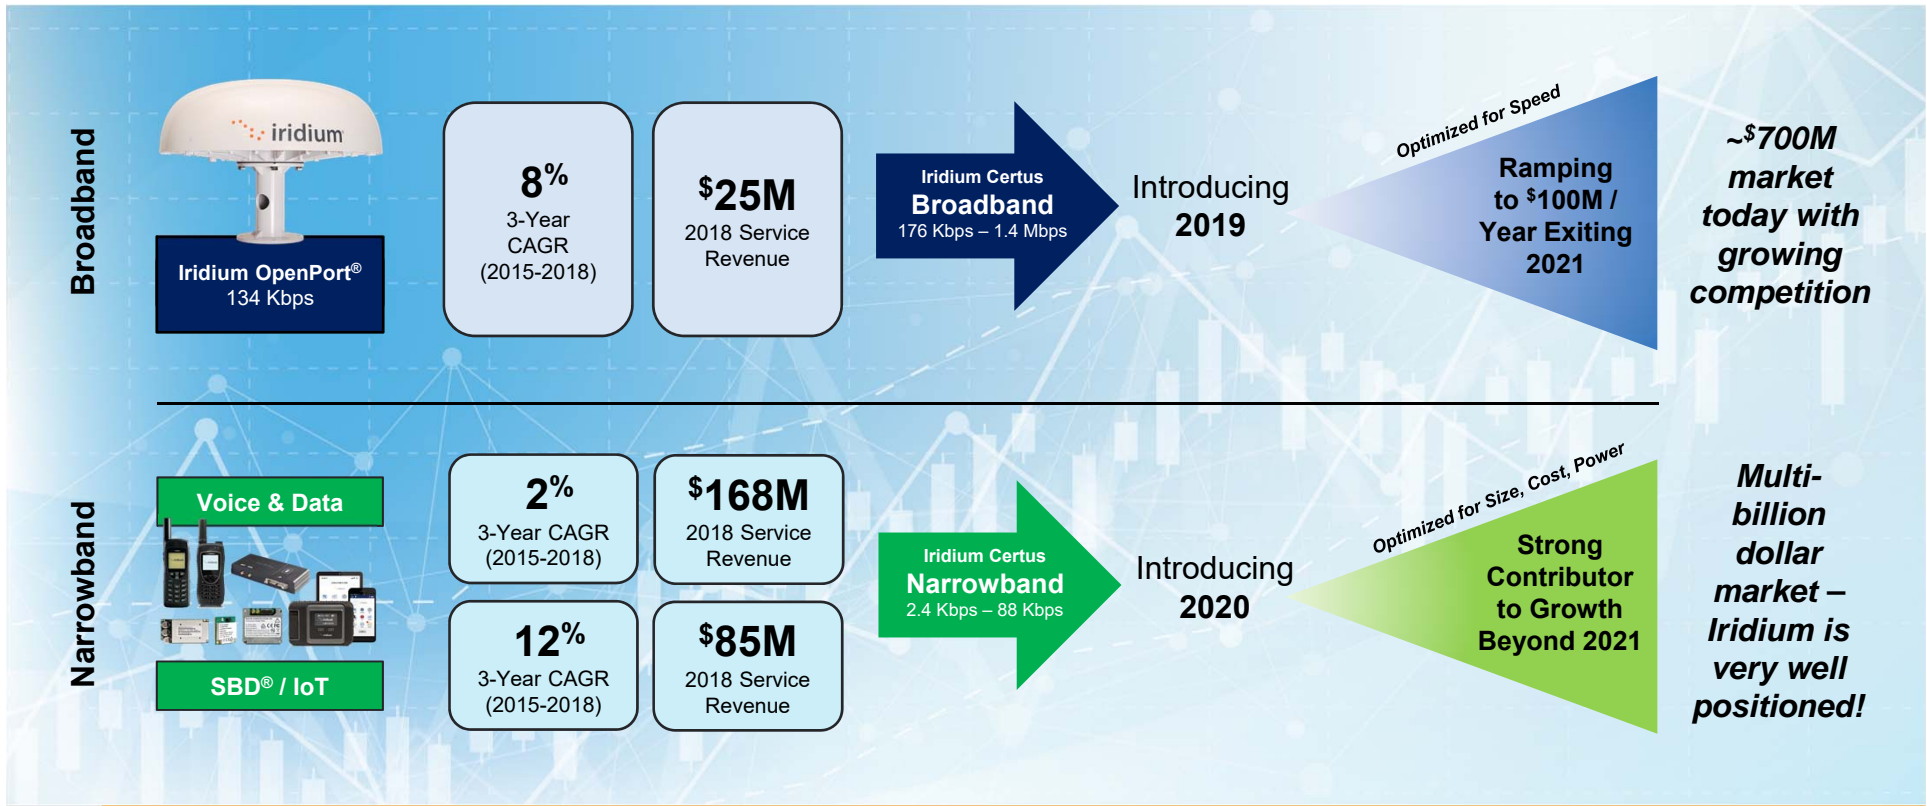 Broadband
iridium
Iridium OpenPort®
134 Kbps
8%
3-Year
CAGR
(2015-2018)
$25M
2018 Service
Revenue
Iridium Certus
Broadband
176 Kbps – 1.4 Mbps
Introducing
2019
Optimized for Speed
Ramping
to $100M /
Year Exiting
2021
~$700M
market
today with
growing
competition
Narrowband
Voice & Data
SBD® / IoT
2%
3-Year CAGR
(2015-2018)
$168M
2018 Service
Revenue
12%
3-Year CAGR
(2015-2018)
$85M
2018 Service
Revenue
Iridium Certus
Narrowband
2.4 Kbps – 88 Kbps
Introducing
2020
Optimized for Size, Cost, Power
Strong
Contributor
to Growth
Beyond 2021
Multi-
billion
dollar
market –
Iridium is
very well
positioned!